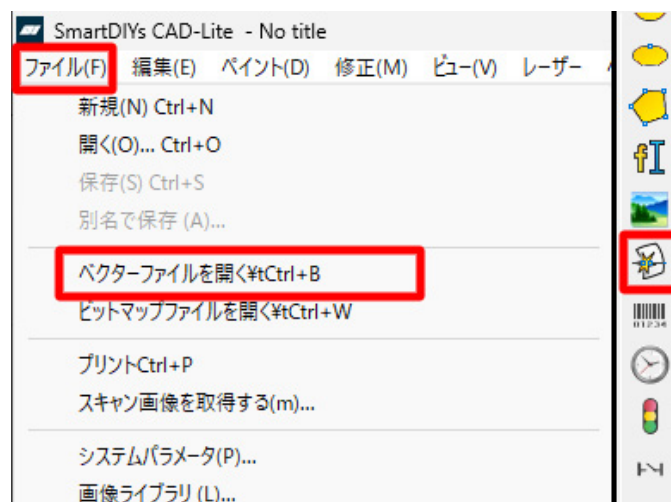 SmartDIYs CAD-Lite - No title
ファイル(F) 編集(E) ペイント(D) 修正(M) ビュー(V) レーザー
新規(N) Ctrl+N
開く(O)... Ctrl+O
保存(S) Ctrl+S
別名で保存 (A)...
ベクターファイルを開く¥tCtrl+B
ビットマップファイルを開く¥tCtrl+W
プリントCtrl+P
スキャン画像を取得する(m)...
システムパラメータ(P)...
画像ライブラリ (L)...
01234